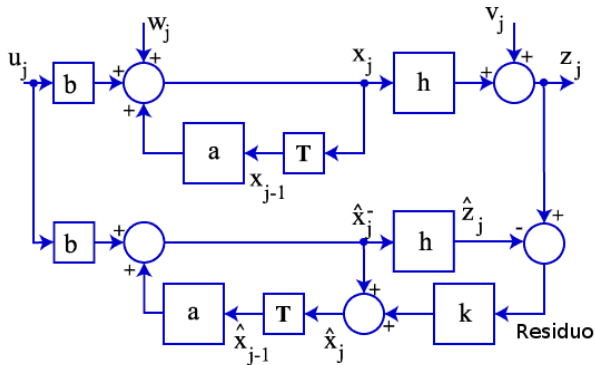 w_j
v_j
u_j
x_j
z_j
b
+
+
+
h
+
+
a
T
x_{j-1}
b
+
+
x̂_j^-
h
ẑ_j
-
+
a
T
+
+
k
x̂_{j-1}
x̂_j
Residuo